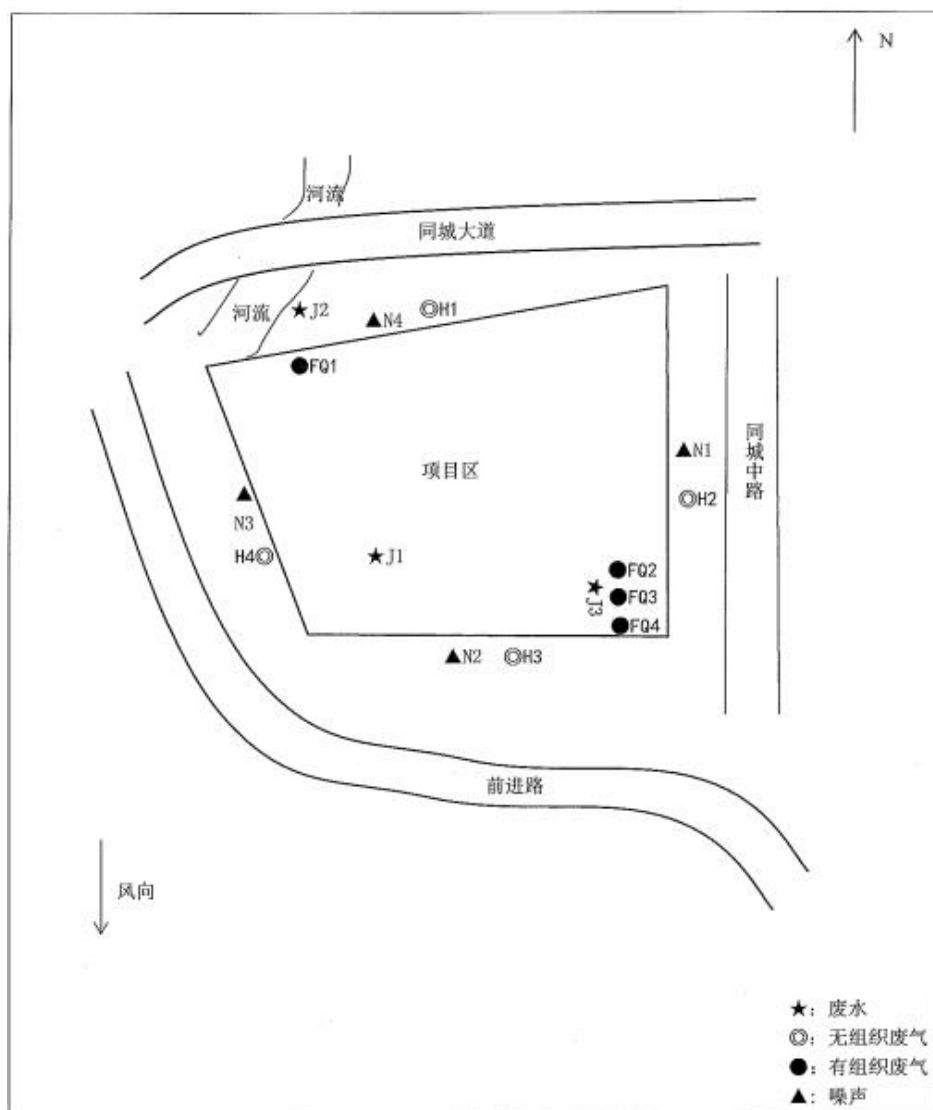 N
河流
同城大道
河流
★J2
▲N4
◎H1
●FQ1
项目区
▲N1
◎H2
同城中路
▲
N3
H4◎
★J1
●FQ2
★J3
●FQ3
●FQ4
▲N2
◎H3
前进路
风向
★：废水
◎：无组织废气
●：有组织废气
▲：噪声